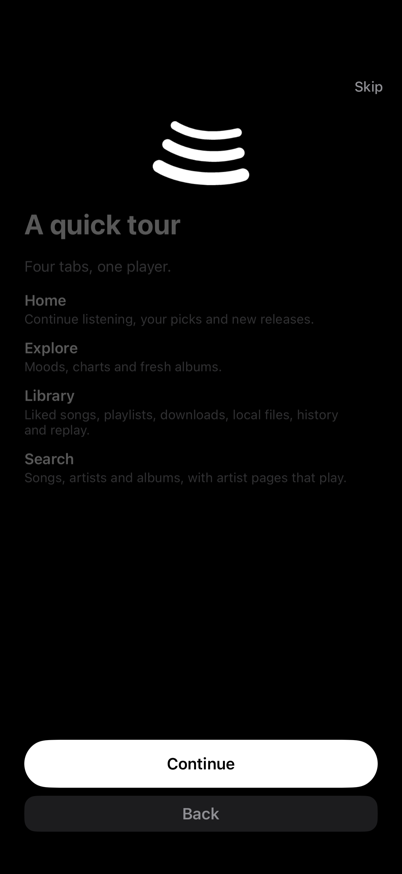 Skip
A quick tour
Four tabs, one player.
Home
Continue listening, your picks and new releases.
Explore
Moods, charts and fresh albums.
Library
Liked songs, playlists, downloads, local files, history
and replay.
Search
Songs, artists and albums, with artist pages that play.
Continue
Back